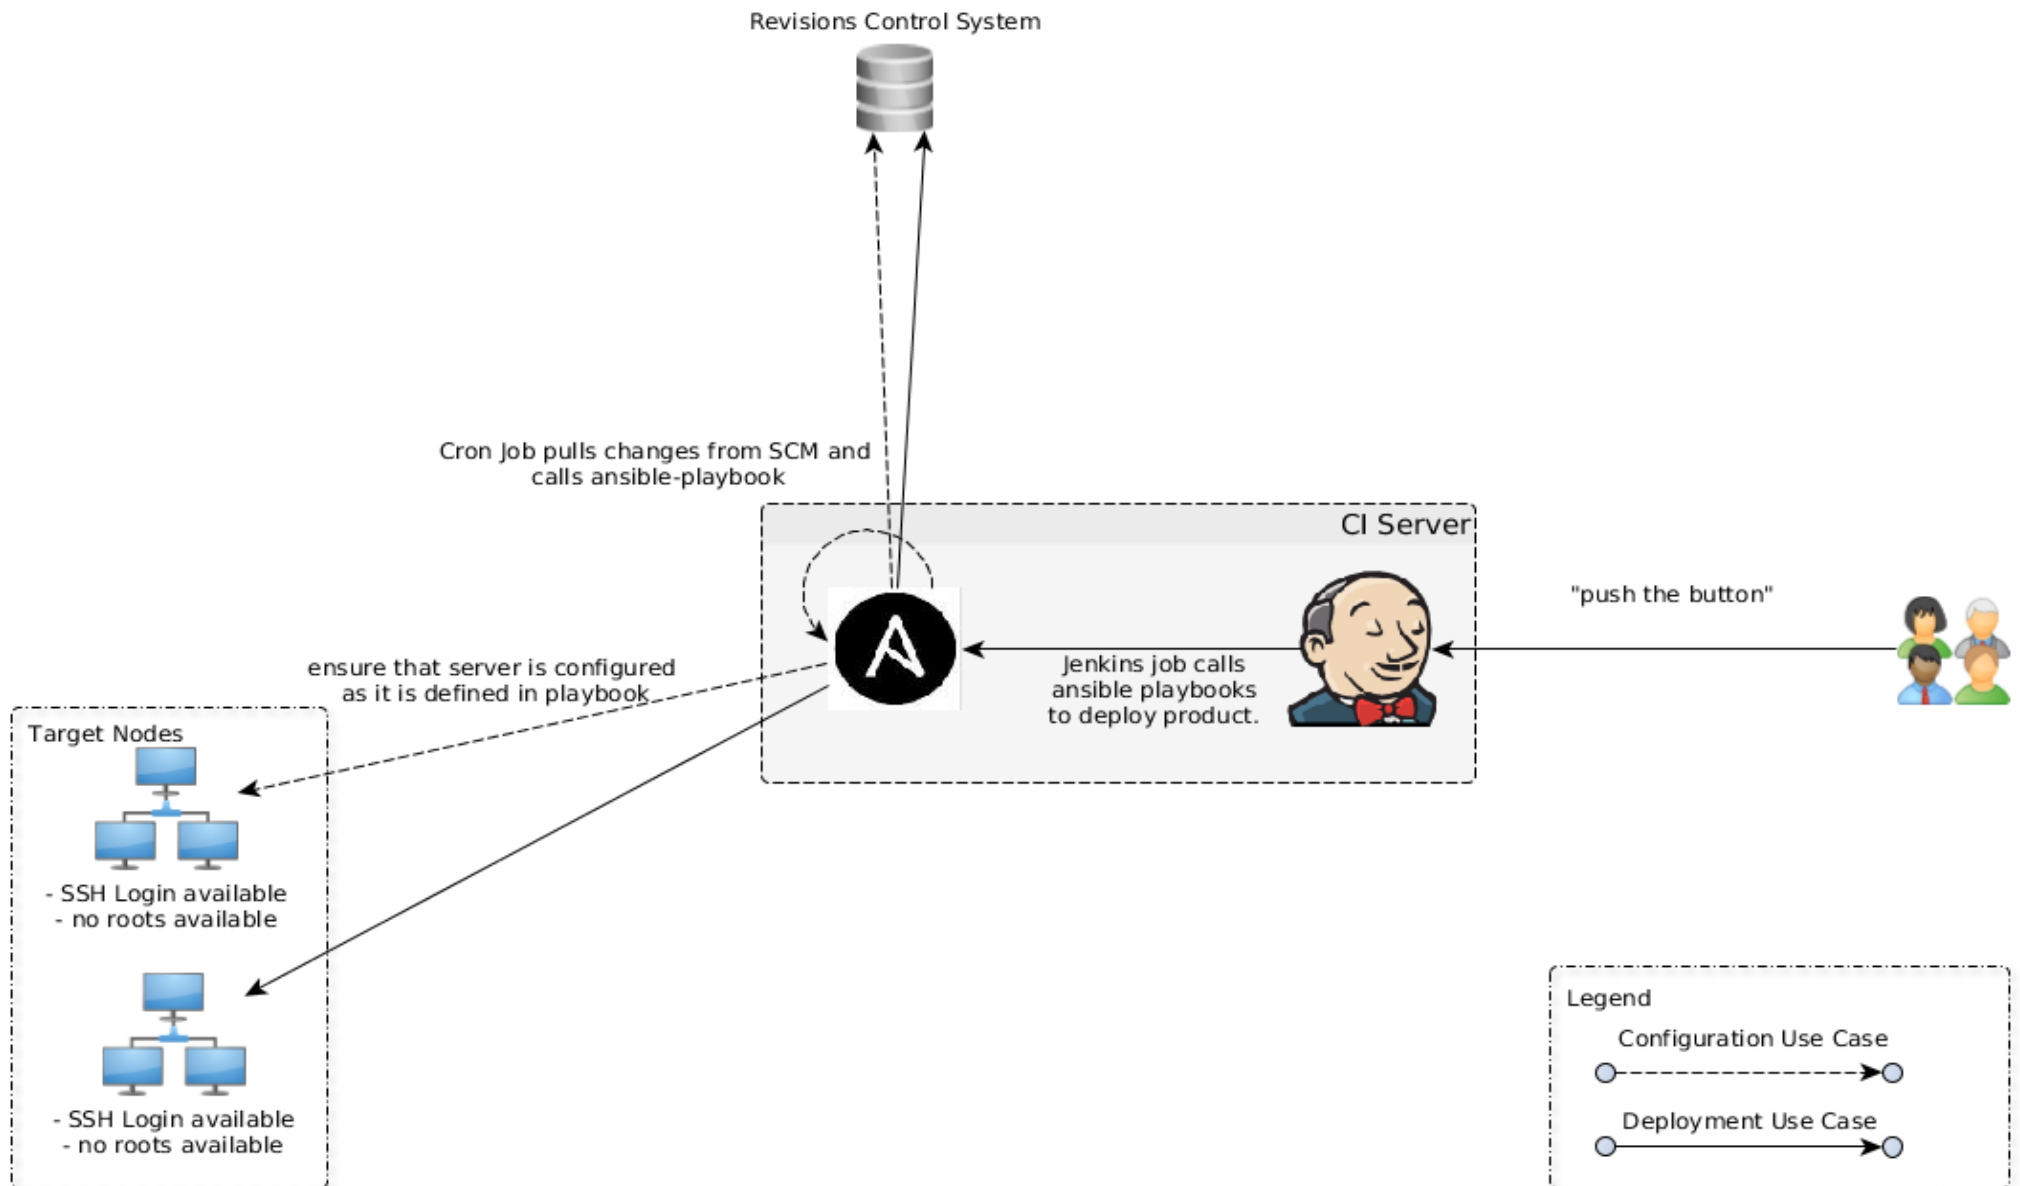 Revisions Control System
Cron Job pulls changes from SCM and
calls ansible-playbook
CI Server
"push the button"
Jenkins job calls
ansible playbooks
to deploy product.
ensure that server is configured
as it is defined in playbook
Target Nodes
- SSH Login available
- no roots available
- SSH Login available
- no roots available
Legend
Configuration Use Case
Deployment Use Case